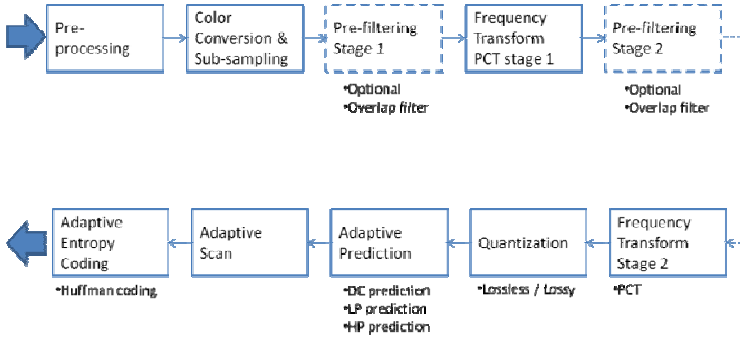 Pre-
processing
Color
Conversion &
Sub-sampling
Pre-filtering
Stage 1
•Optional
•Overlap filter
Frequency
Transform
PCT stage 1
Pre-filtering
Stage 2
•Optional
•Overlap filter
Adaptive
Entropy
Coding
•Huffman coding
Adaptive
Scan
Adaptive
Prediction
•DC prediction
•LP prediction
•HP prediction
Quantization
•Lossless / Lossy
Frequency
Transform
Stage 2
•PCT